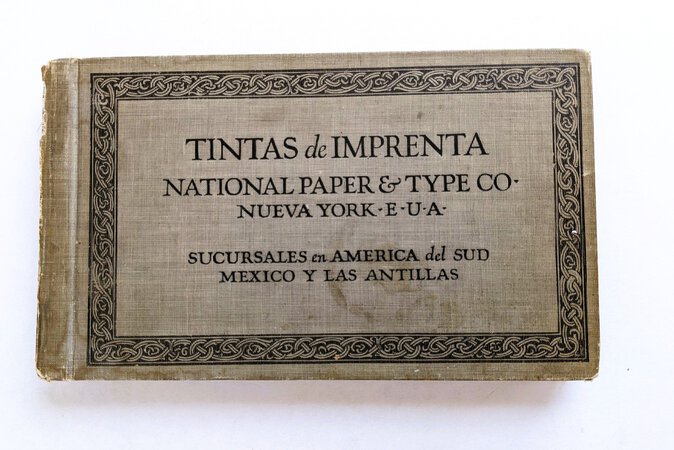 TINTAS de IMPRENTA
NATIONAL PAPER & TYPE CO·
NUEVA YORK·E·U·A·
SUCURSALES en AMERICA del SUD
MEXICO Y LAS ANTILLAS